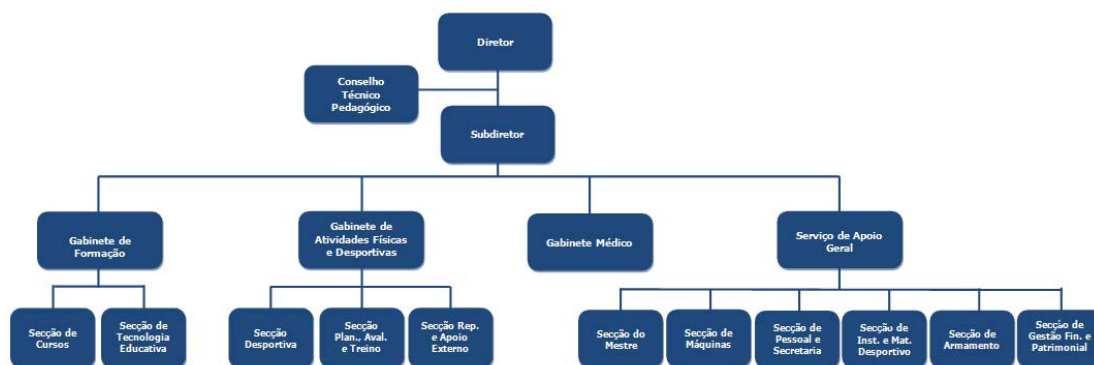 Diretor
Conselho
Técnico
Pedagógico
Subdiretor
Gabinete de
Formação
Gabinete de
Atividades Físicas
e Desportivas
Gabinete Médico
Serviço de Apoio
Geral
Secção de
Cursos
Secção de
Tecnologia
Educativa
Secção
Desportiva
Secção
Plan., Aval.
e Treino
Secção Rep.
e Apoio
Externo
Secção do
Mestre
Secção de
Máquinas
Secção de
Pessoal e
Secretaria
Secção de
Inst. e Mat.
Desportivo
Secção de
Armamento
Secção de
Gestão Fin. e
Patrimonial